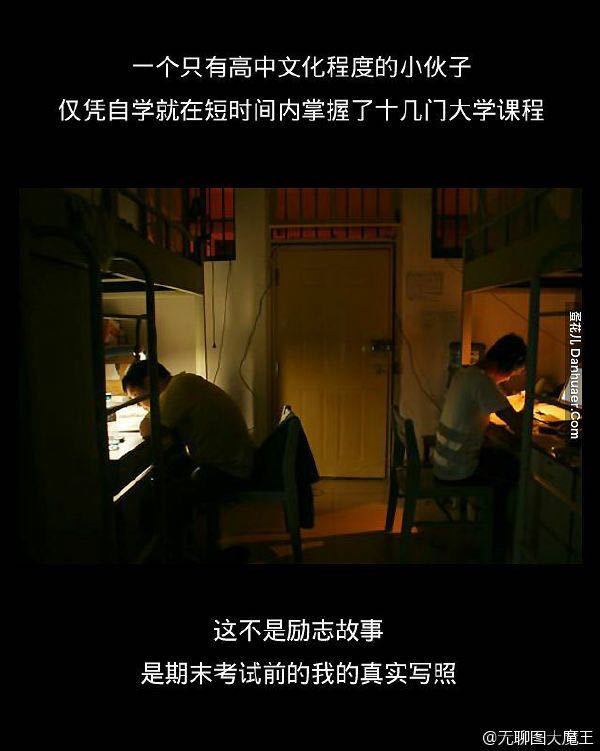 一个只有高中文化程度的小伙子
仅凭自学就在短时间内掌握了十几门大学课程
蛋花儿 Danhuaer.Com
这不是励志故事
是期末考试前的我的真实写照
@无聊图大魔王